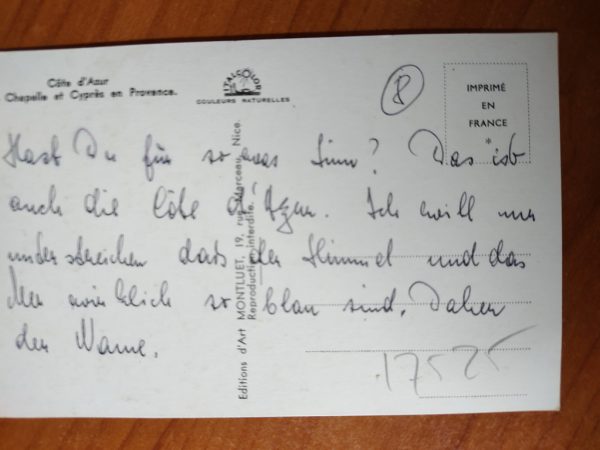 Côte d'Azur
Chapelle et Cyprès en Provence.
ITALCOLOR
COULEURS NATURELLES
8
IMPRIMÉ
EN
FRANCE
*
Hast Du für so was Sinn? Das ist
auch die Côte d'Azur. Ich will nur
unterstreichen daß der Himmel und das
Meer wirklich so blau sind. Daher
der Name.
Editions d'Art MONTLUET, 19, rue Marceau, Nice.
Reproduction interdite.
17525